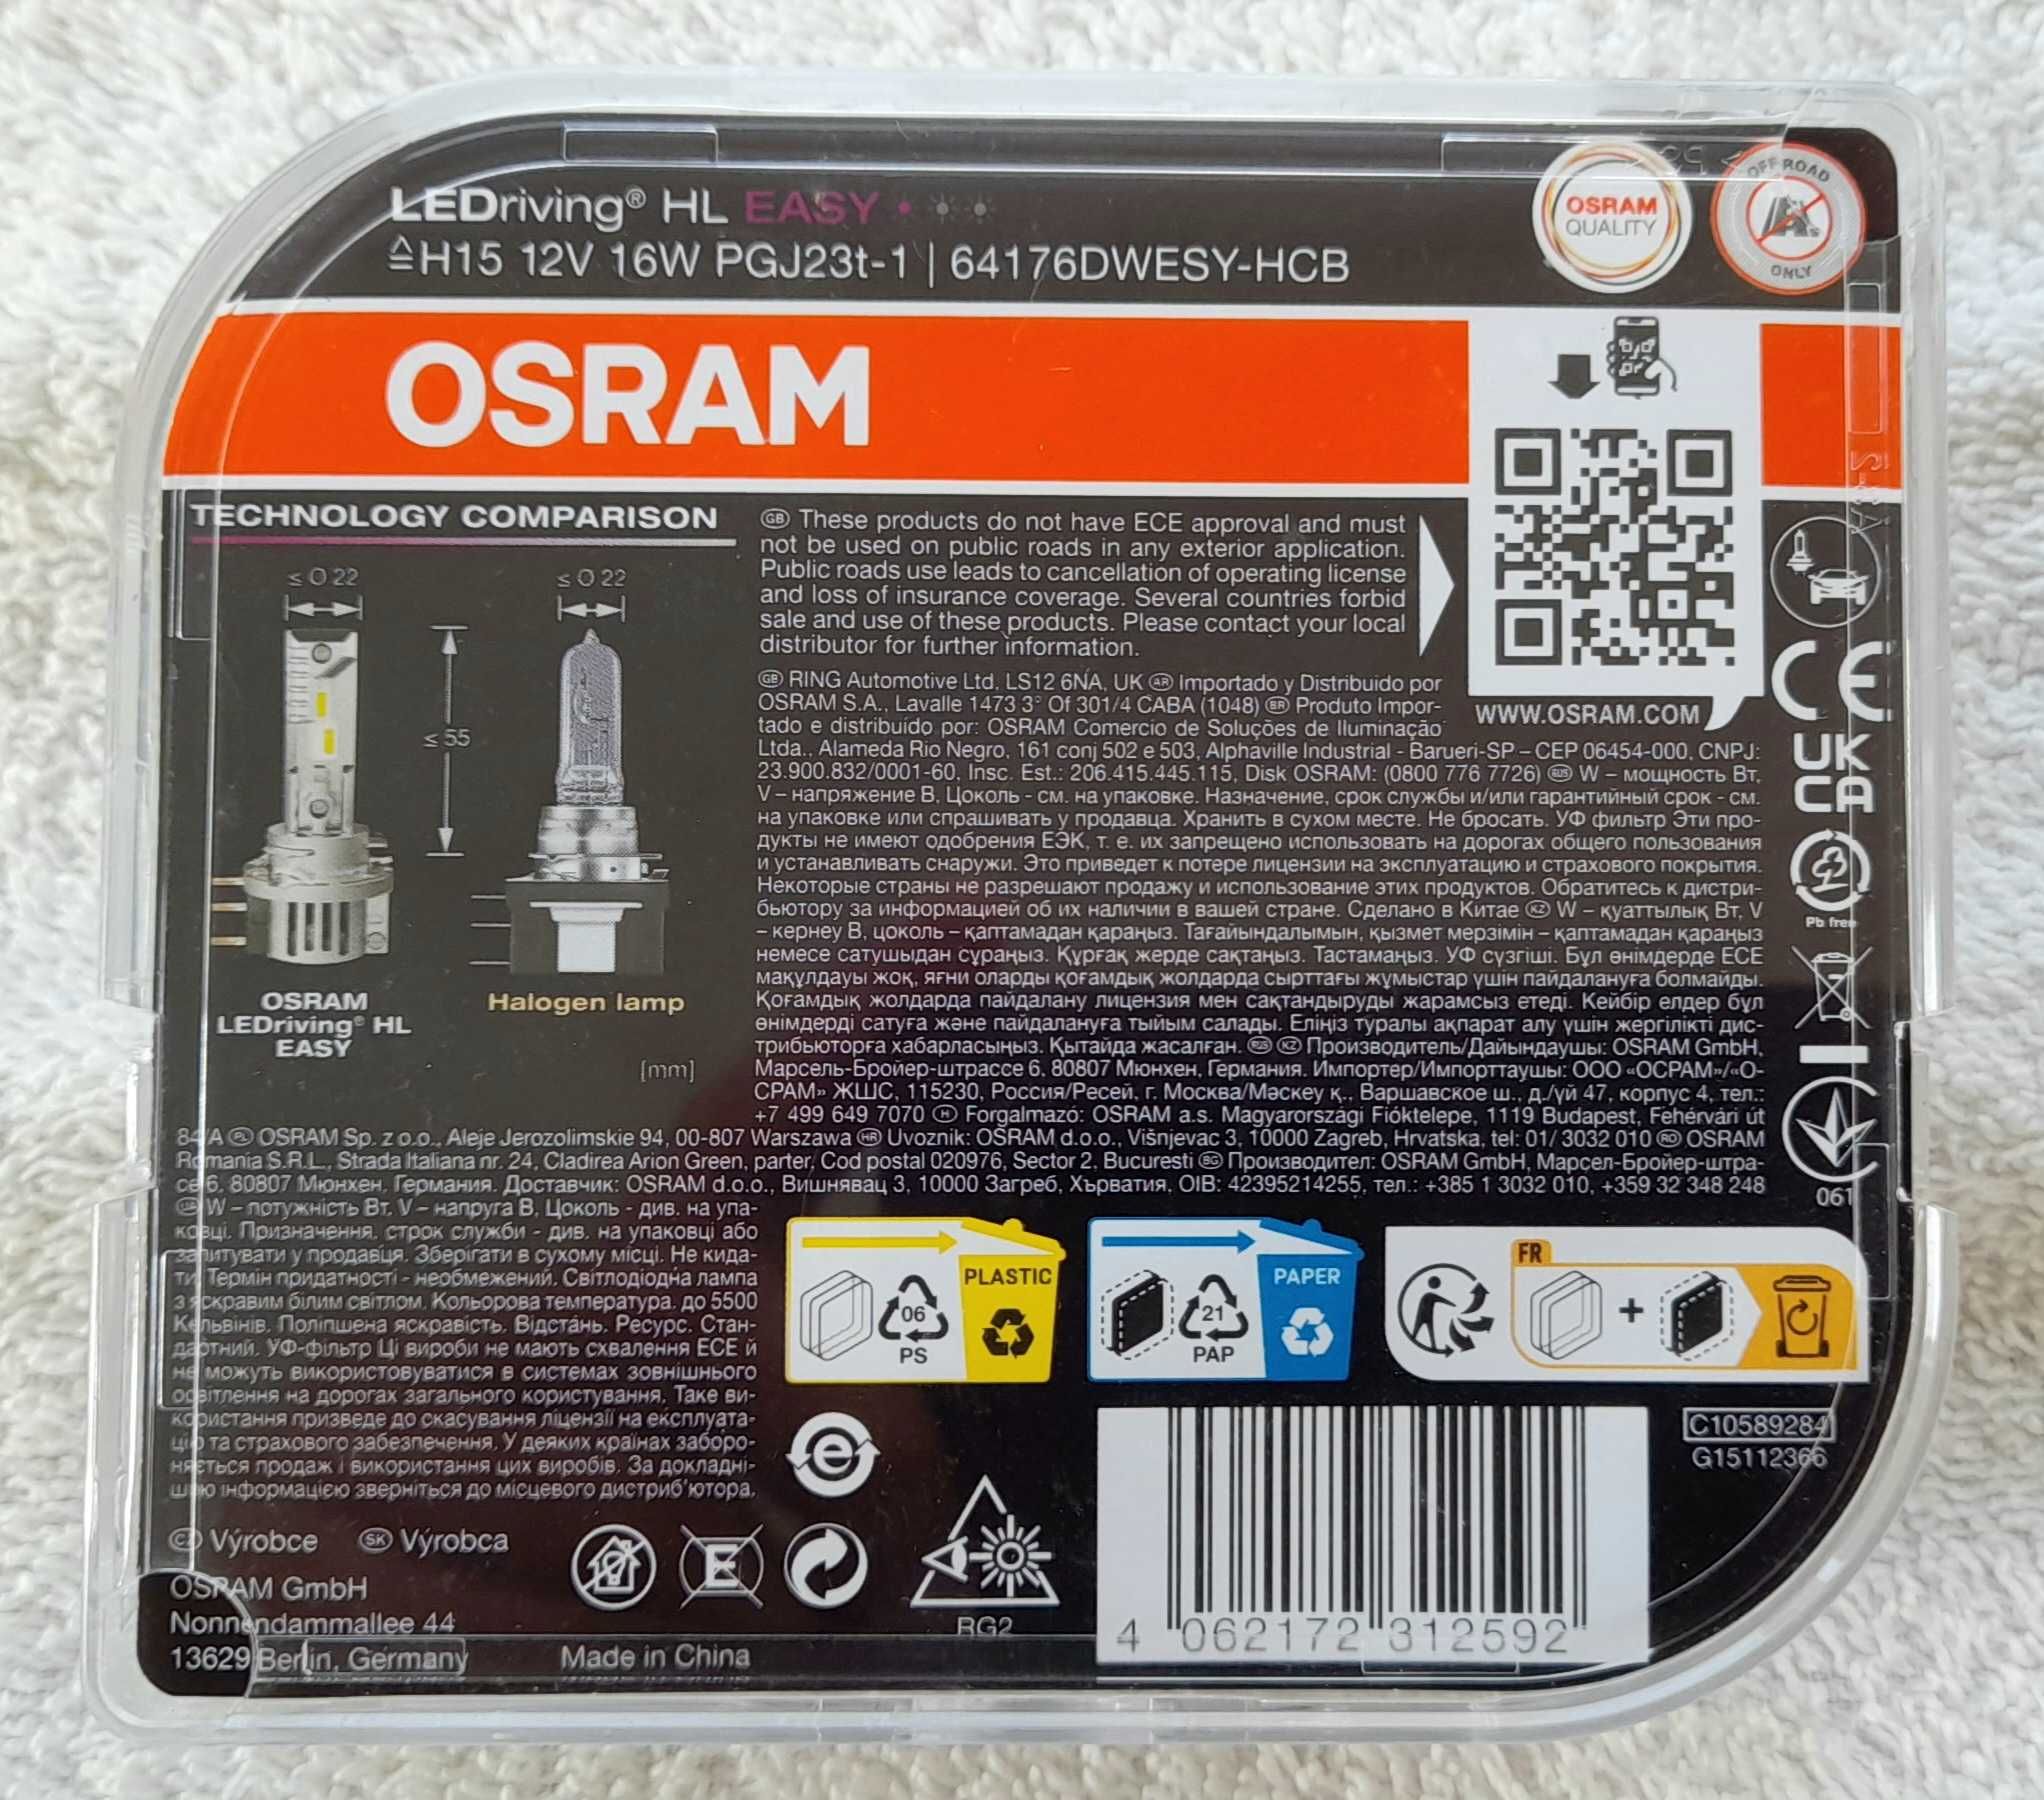 LEDriving® HL EASY
≙H15 12V 16W PGJ23t-1 | 64176DWESY-HCB
OSRAM
QUALITY
OFF-ROAD
ONLY
OSRAM
TECHNOLOGY COMPARISON
≤ O 22
≤ O 22
≤ 55
OSRAM
LEDriving® HL
EASY
Halogen lamp
[mm]
GB These products do not have ECE approval and must
not be used on public roads in any exterior application.
Public roads use leads to cancellation of operating license
and loss of insurance coverage. Several countries forbid
sale and use of these products. Please contact your local
distributor for further information.
WWW.OSRAM.COM
GB RING Automotive Ltd, LS12 6NA, UK AR Importado y Distribuido por
OSRAM S.A., Lavalle 1473 3° Of 301/4 CABA (1048) BR Produto Impor-
tado e distribuído por: OSRAM Comercio de Soluções de Iluminação
Ltda., Alameda Rio Negro, 161 conj 502 e 503, Alphaville Industrial - Barueri-SP – CEP 06454-000, CNPJ:
23.900.832/0001-60, Insc. Est.: 206.415.445.115, Disk OSRAM: (0800 776 7726) RUS W – мощность Вт,
V – напряжение В, Цоколь - см. на упаковке. Назначение, срок службы и/или гарантийный срок - см.
на упаковке или спрашивать у продавца. Хранить в сухом месте. Не бросать. УФ фильтр Эти про-
дукты не имеют одобрения ЕЭК, т. е. их запрещено использовать на дорогах общего пользования
и устанавливать снаружи. Это приведет к потере лицензии на эксплуатацию и страхового покрытия.
Некоторые страны не разрешают продажу и использование этих продуктов. Обратитесь к дистри-
бьютору за информацией об их наличии в вашей стране. Сделано в Китае KZ W – қуаттылық Вт, V
– кернеу В, цоколь – қаптамадан қараңыз. Тағайындалымын, қызмет мерзімін – қаптамадан қараңыз
немесе сатушыдан сұраңыз. Құрғақ жерде сақтаңыз. Тастамаңыз. УФ сүзгіші. Бұл өнімдерде ECE
мақұлдауы жоқ, яғни оларды қоғамдық жолдарда сырттағы жұмыстар үшін пайдалануға болмайды.
Қоғамдық жолдарда пайдалану лицензия мен сақтандыруды жарамсыз етеді. Кейбір елдер бұл
өнімдерді сатуға және пайдалануға тыйым салады. Еліңіз туралы ақпарат алу үшін жергілікті дис-
трибьюторға хабарласыңыз. Қытайда жасалған. RUS KZ Производитель/Дайындаушы: OSRAM GmbH,
Марсель-Бройер-штрассе 6, 80807 Мюнхен, Германия. Импортер/Импорттаушы: ООО «ОСРАМ»/«О-
СРАМ» ЖШС, 115230, Россия/Ресей, г. Москва/Мәскеу қ., Варшавское ш., д./үй 47, корпус 4, тел.:
+7 499 649 7070 H Forgalmazó: OSRAM a.s. Magyarországi Fióktelepe, 1119 Budapest, Fehérvári út
84/A PL OSRAM Sp. z o.o., Aleje Jerozolimskie 94, 00-807 Warszawa HR Uvoznik: OSRAM d.o.o., Višnjevac 3, 10000 Zagreb, Hrvatska, tel: 01/ 3032 010 RO OSRAM
Romania S.R.L., Strada Italiana nr. 24, Cladirea Arion Green, parter, Cod postal 020976, Sector 2, Bucuresti BG Производител: OSRAM GmbH, Марсел-Бройер-штра-
се 6, 80807 Мюнхен, Германия. Доставчик: OSRAM d.o.o., Вишнявац 3, 10000 Загреб, Хърватия, OIB: 42395214255, тел.: +385 1 3032 010, +359 32 348 248
UA W – потужність Вт, V – напруга В, Цоколь - див. на упа-
ковці. Призначення, строк служби - див. на упаковці або
запитувати у продавця. Зберігати в сухому місці. Не кида-
ти. Термін придатності - необмежений. Світлодіодна лампа
з яскравим білим світлом. Кольорова температура. до 5500
Кельвінів. Поліпшена яскравість. Відстань. Ресурс. Стан-
дартний. УФ-фільтр Ці вироби не мають схвалення ECE й
не можуть використовуватися в системах зовнішнього
освітлення на дорогах загального користування. Таке ви-
користання призведе до скасування ліцензії на експлуата-
цію та страхового забезпечення. У деяких країнах заборо-
няється продаж і використання цих виробів. За докладні-
шою інформацією зверніться до місцевого дистриб'ютора.
CE
UK
CA
Pb free
061
06
PS
PLASTIC
21
PAP
PAPER
FR
+
C10589284
G15112366
e
E
RG2
CZ Výrobce SK Výrobca
OSRAM GmbH
Nonnendammallee 44
13629 Berlin, Germany
Made in China
4 062172 312592